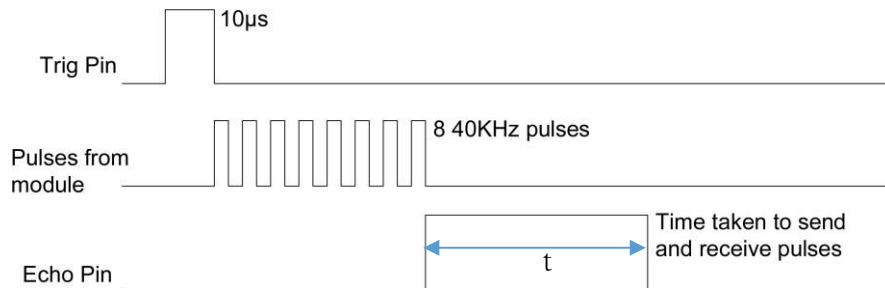 10μs
Trig Pin
8 40KHz pulses
Pulses from
module
Time taken to send
and receive pulses
t
Echo Pin